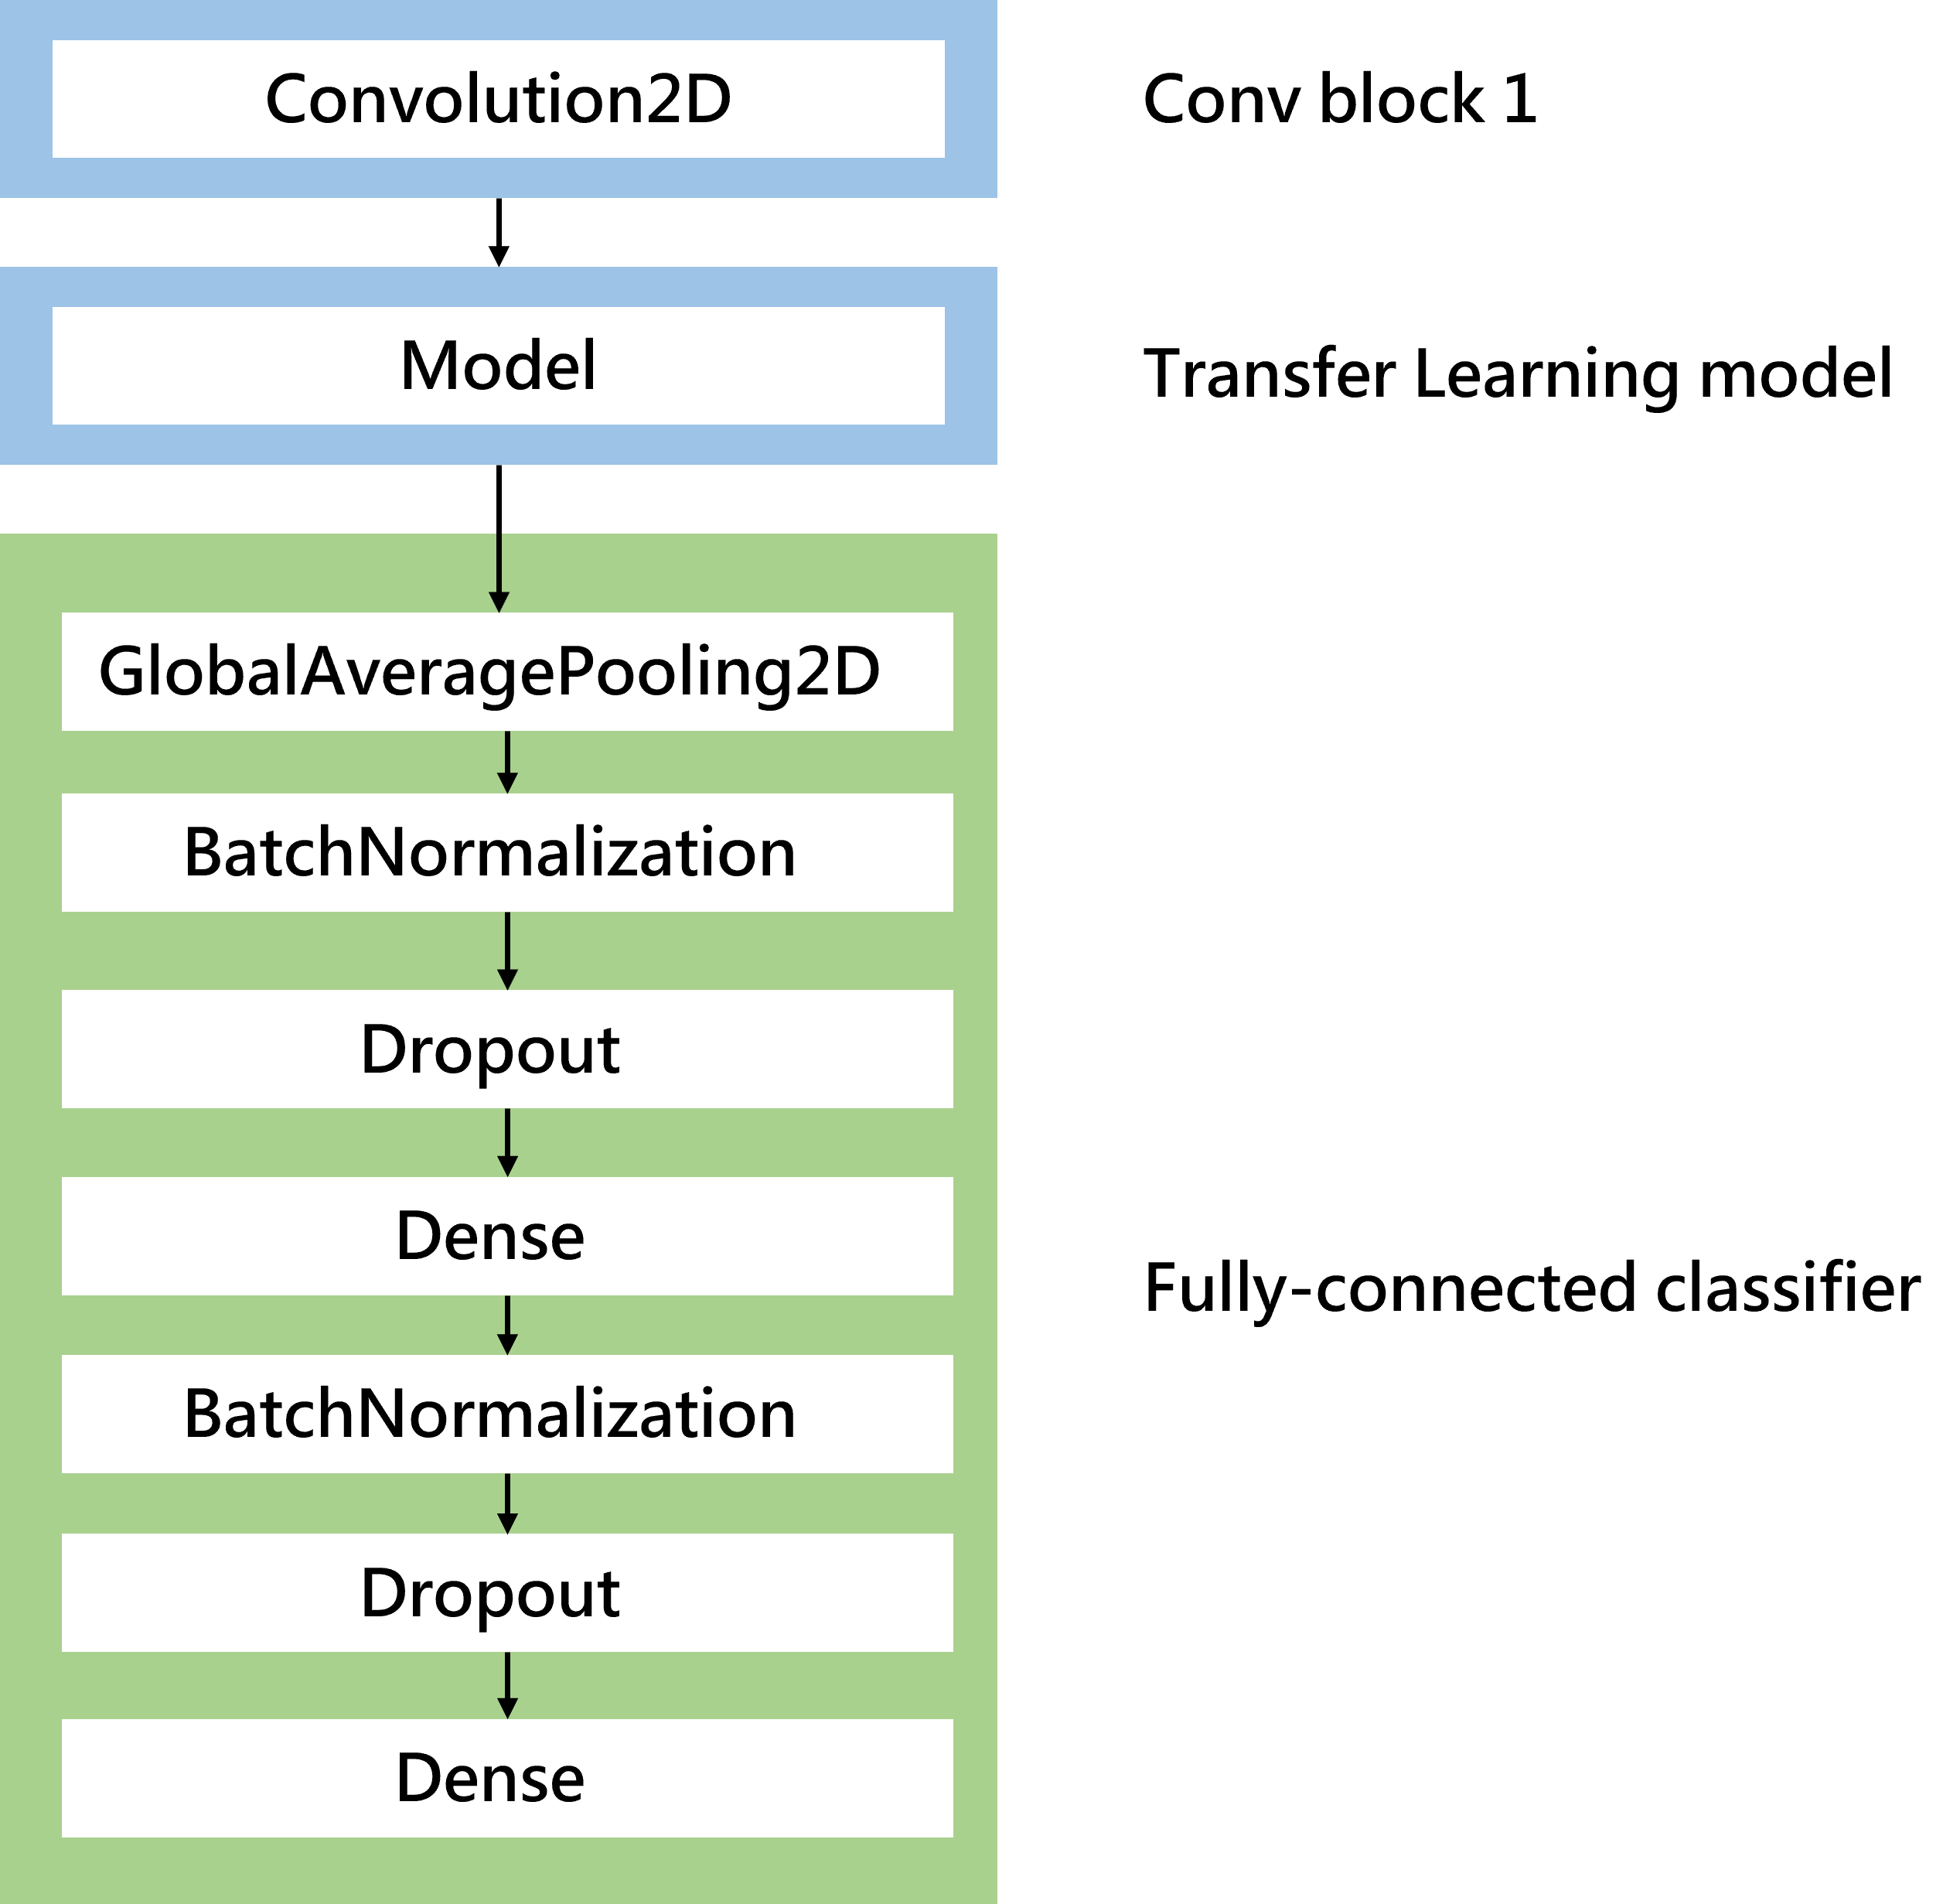 Convolution2D
Conv block 1
Model
Transfer Learning model
GlobalAveragePooling2D
BatchNormalization
Dropout
Dense
Fully-connected classifier
BatchNormalization
Dropout
Dense